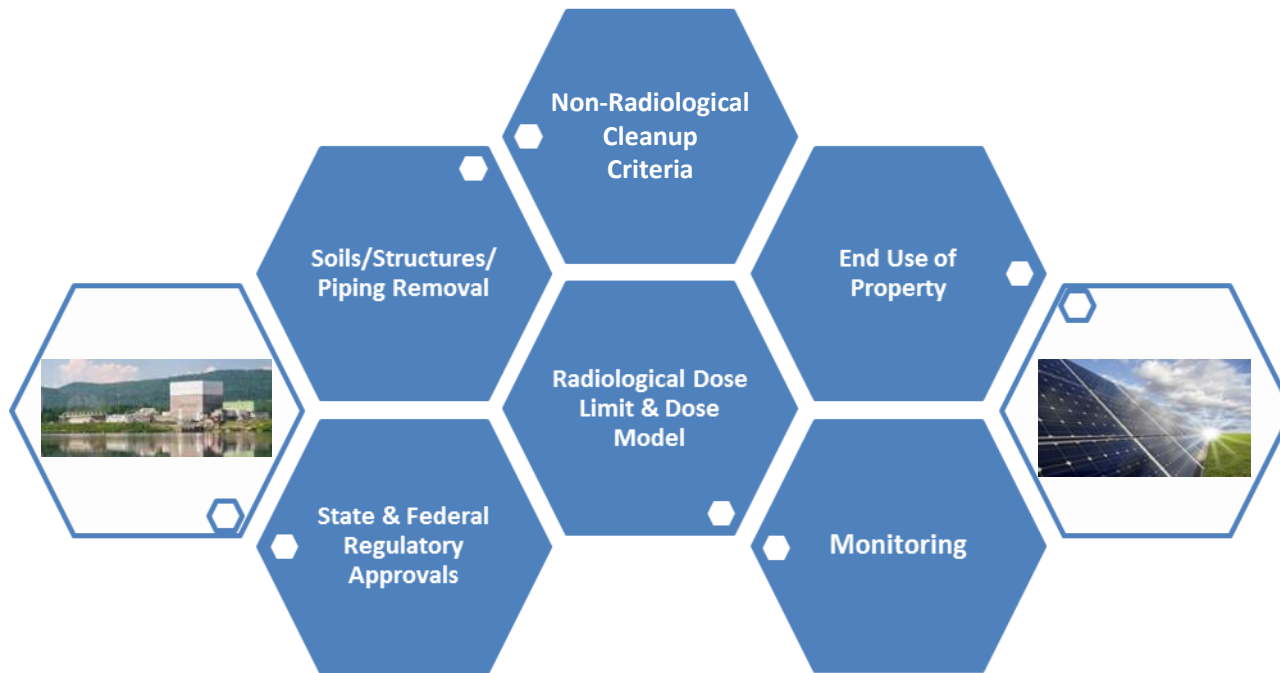 Non-Radiological
Cleanup
Criteria
Soils/Structures/
Piping Removal
End Use of
Property
Radiological Dose
Limit & Dose
Model
State & Federal
Regulatory
Approvals
Monitoring